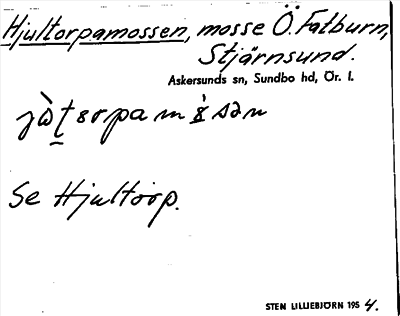 Hjultorpamossen, mosse Ö. Fatburn,
Stjärnsund.
Askersunds sn, Sundbo hd, Ör. l.
Se Hjultorp.
STEN LILLIEBJÖRN 1954.